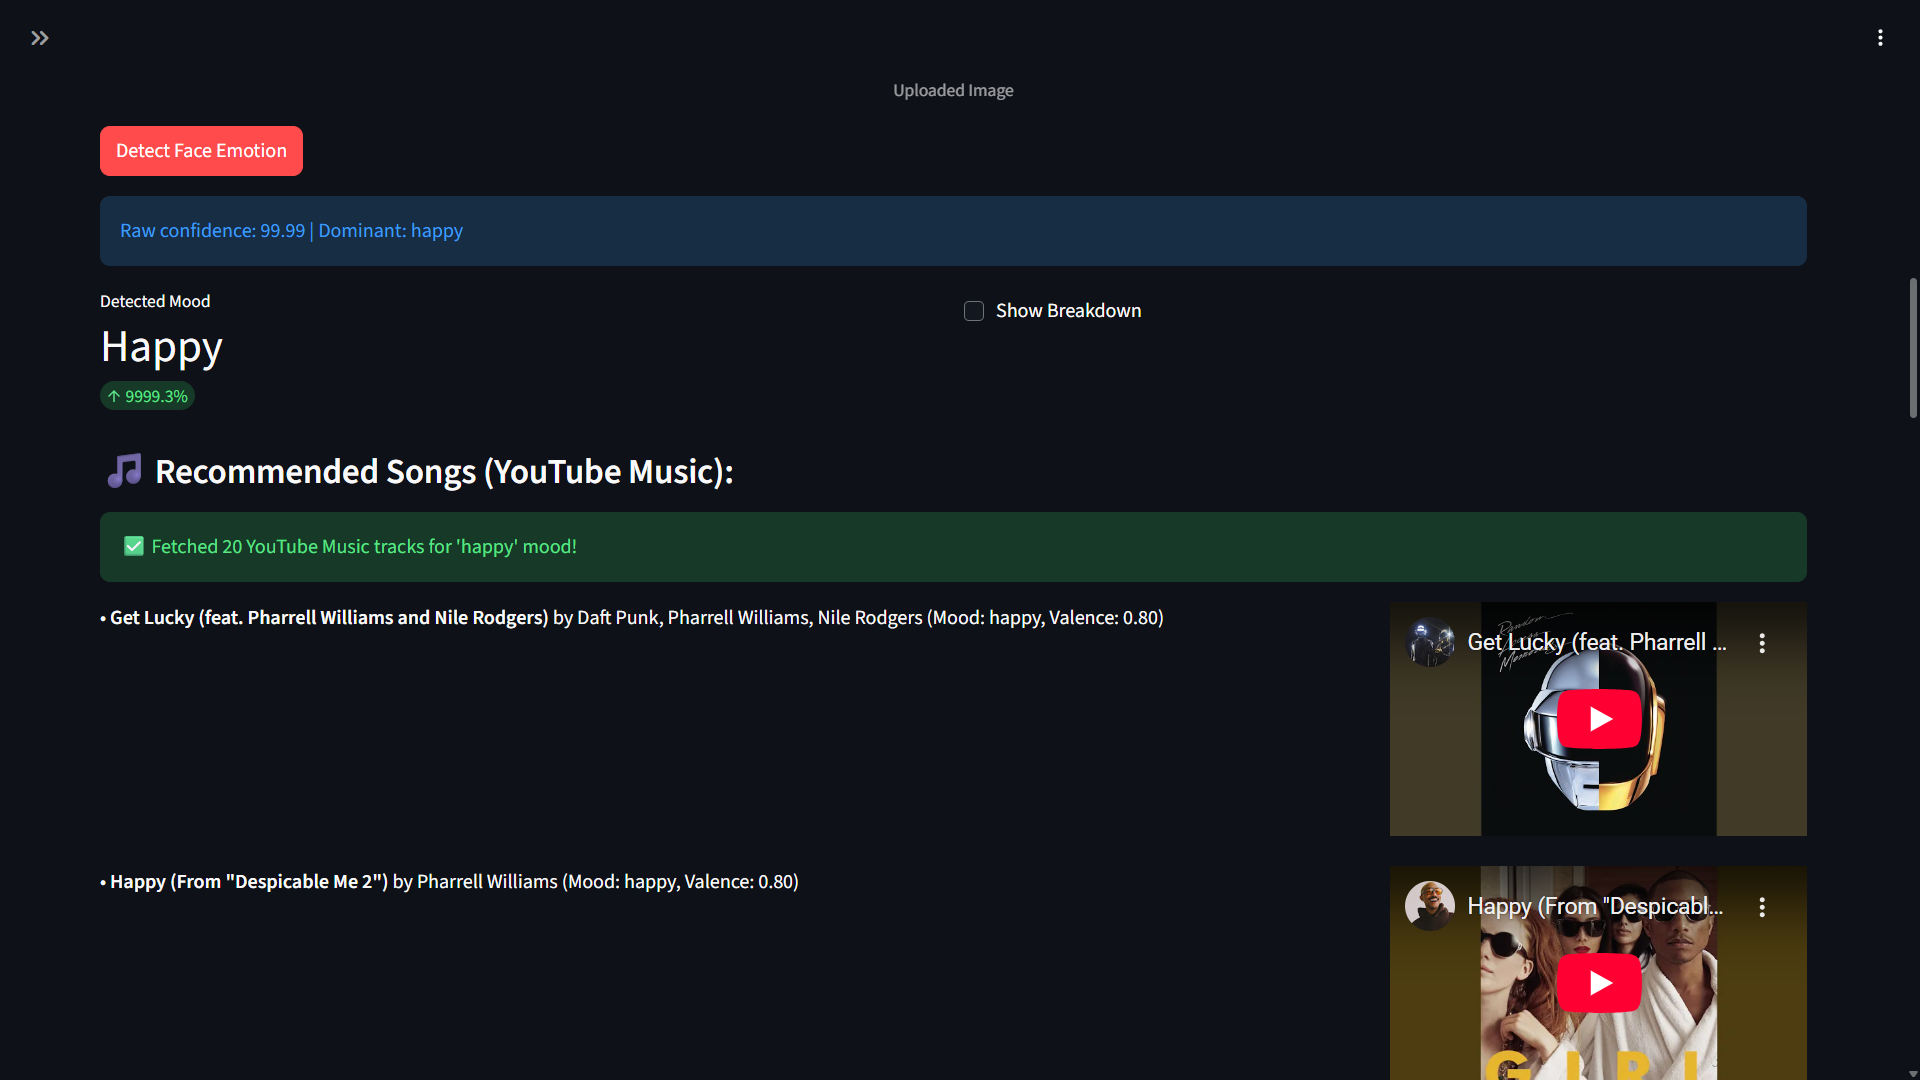 Uploaded Image
Detect Face Emotion
Raw confidence: 99.99 | Dominant: happy
Detected Mood
Show Breakdown
Happy
↑ 9999.3%
🎵 Recommended Songs (YouTube Music):
✅ Fetched 20 YouTube Music tracks for 'happy' mood!
• Get Lucky (feat. Pharrell Williams and Nile Rodgers) by Daft Punk, Pharrell Williams, Nile Rodgers (Mood: happy, Valence: 0.80)
Get Lucky (feat. Pharrell ...
Random
Access
Memories
• Happy (From "Despicable Me 2") by Pharrell Williams (Mood: happy, Valence: 0.80)
Happy (From "Despicabl...
G I R L